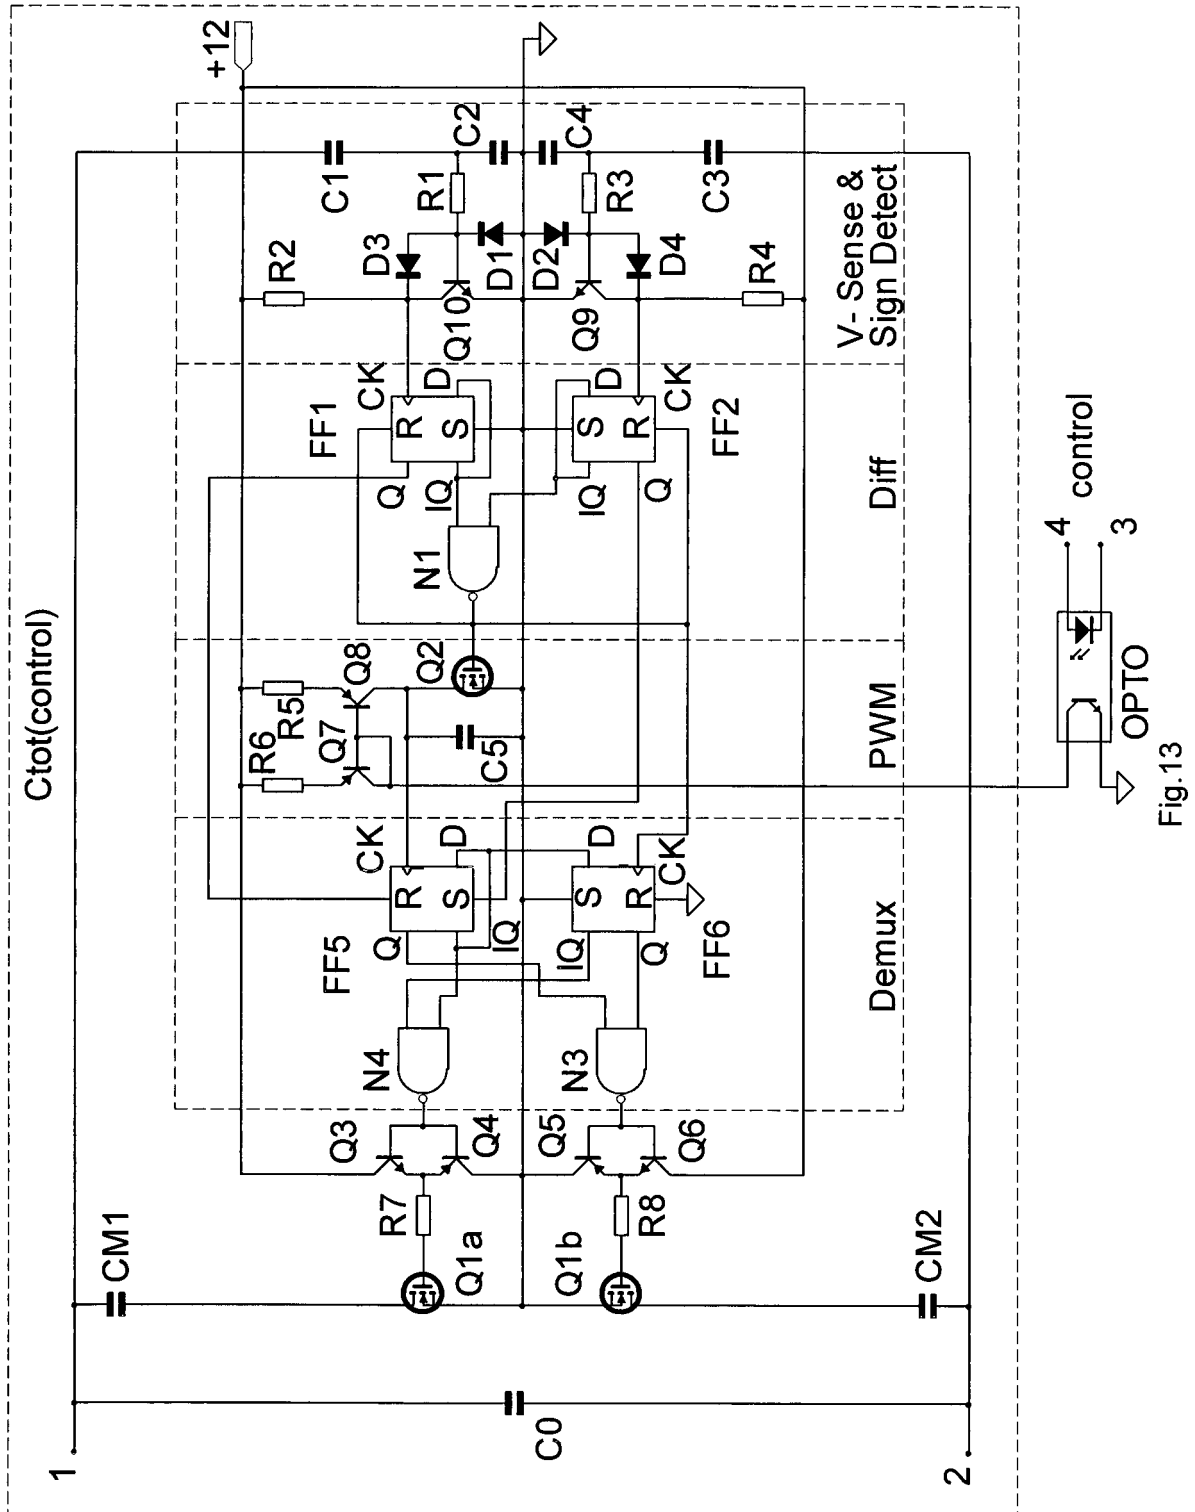 Ctot(control)
1
2
C0
CM1
CM2
Q1a
Q1b
R7
R8
Q3
Q4
Q5
Q6
N4
N3
FF5
Q
IQ
R
S
CK
D
FF6
IQ
Q
S
R
D
CK
Demux
R6
R5
Q7
Q8
C5
Q2
PWM
N1
FF1
Q
IQ
R
S
CK
D
FF2
IQ
Q
S
R
D
CK
Diff
R2
D3
Q10
D1
R1
C1
C2
D2
C4
Q9
R3
D4
C3
R4
V- Sense &
Sign Detect
+12
OPTO
4
3
control
Fig.13